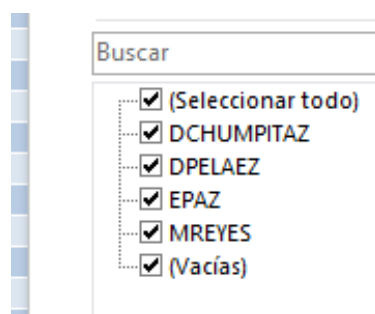 Buscar
(Seleccionar todo)
DCHUMPITAZ
DPELAEZ
EPAZ
MREYES
(Vacías)